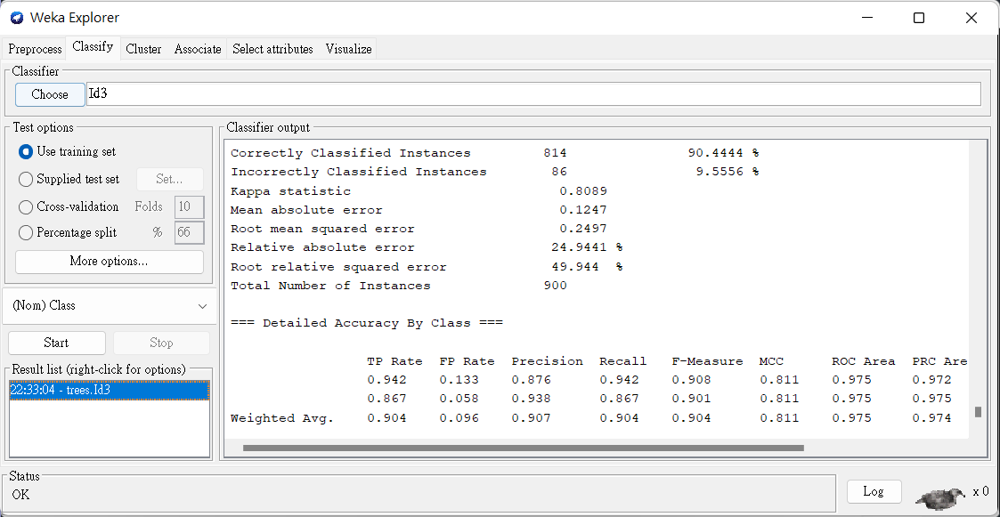 Weka Explorer
Preprocess Classify Cluster Associate Select attributes Visualize
Classifier
Choose Id3
Test options
Use training set
Supplied test set Set...
Cross-validation Folds 10
Percentage split % 66
More options...
(Nom) Class
Start Stop
Result list (right-click for options)
22:33:04 - trees.Id3
Classifier output
Correctly Classified Instances 814 90.4444 %
Incorrectly Classified Instances 86 9.5556 %
Kappa statistic 0.8089
Mean absolute error 0.1247
Root mean squared error 0.2497
Relative absolute error 24.9441 %
Root relative squared error 49.944 %
Total Number of Instances 900
=== Detailed Accuracy By Class ===
TP Rate FP Rate Precision Recall F-Measure MCC ROC Area PRC Are
0.942 0.133 0.876 0.942 0.908 0.811 0.975 0.972
0.867 0.058 0.938 0.867 0.901 0.811 0.975 0.975
Weighted Avg. 0.904 0.096 0.907 0.904 0.904 0.811 0.975 0.974
Status
OK
Log x 0